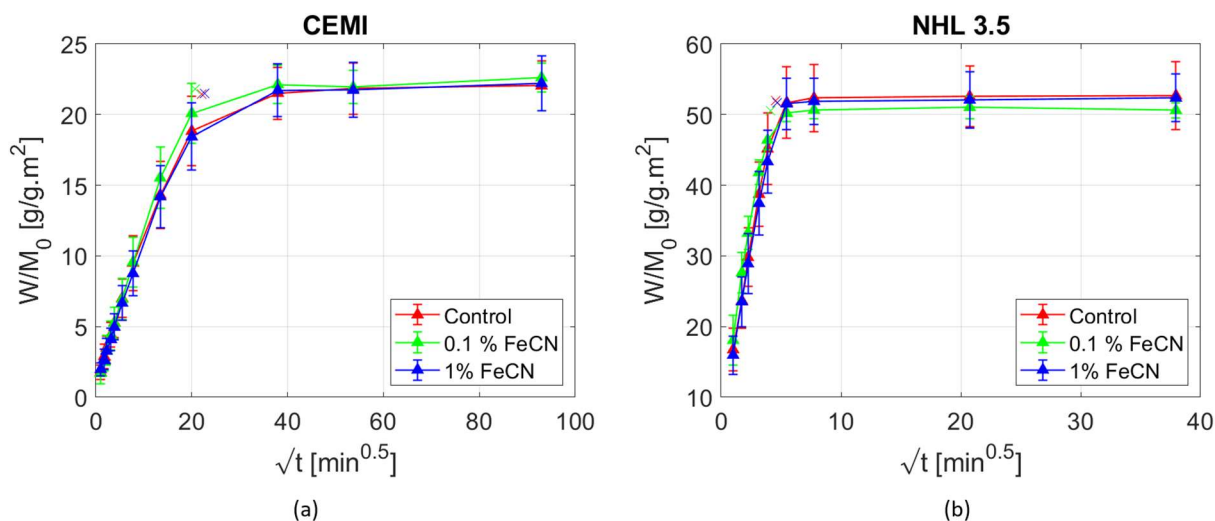 CEMI
25
20
15
10
5
0
W/M₀ [g/g.m²]
0 20 40 60 80 100
√t [min⁰·⁵]
Control
0.1 % FeCN
1% FeCN
(a)
NHL 3.5
60
50
40
30
20
10
W/M₀ [g/g.m²]
0 10 20 30 40
√t [min⁰·⁵]
Control
0.1 % FeCN
1% FeCN
(b)